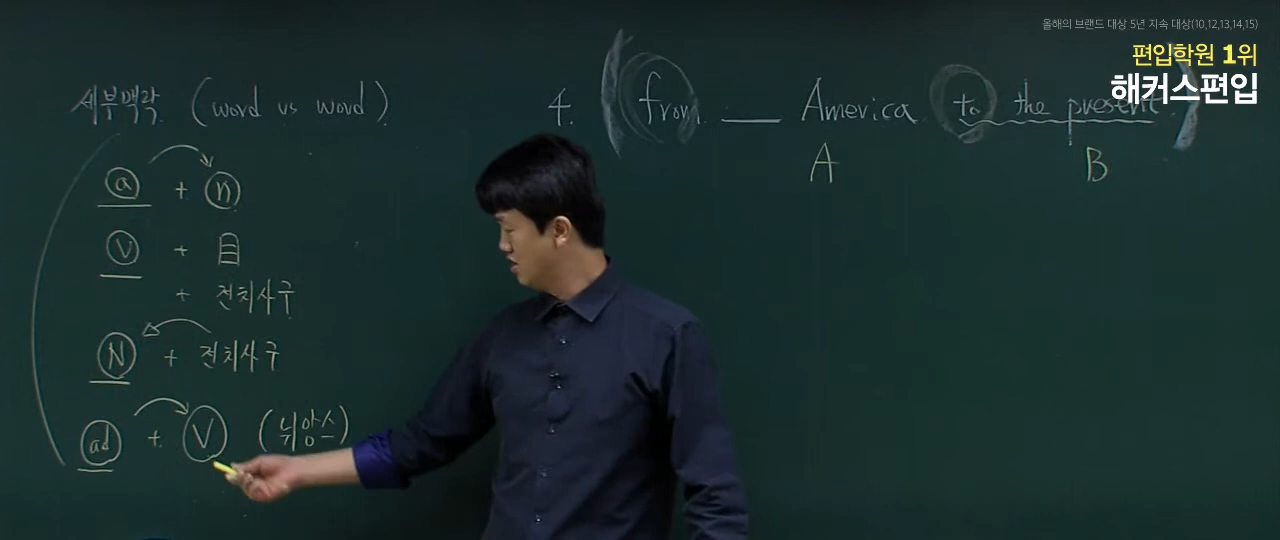 올해의 브랜드 대상 5년 지속 대상(10,12,13,14,15)
편입학원 1위
해커스편입
세부맥락 (word vs word)
a + n
V + 目
+ 전치사구
N + 전치사구
ad + V (뉘앙스)
4. (from ___ America to the present.)
A B